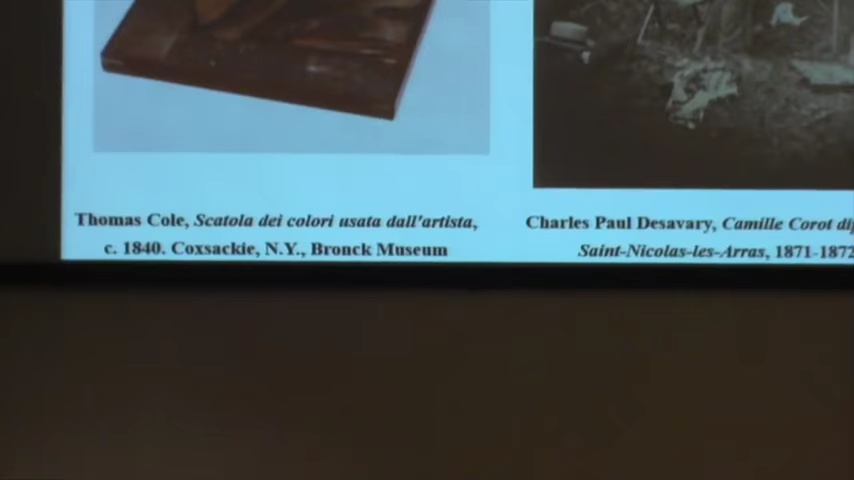 Thomas Cole, Scatola dei colori usata dall'artista,
c. 1840. Coxsackie, N.Y., Bronck Museum
Charles Paul Desavary, Camille Corot
Saint-Nicolas-les-Arras, 1871-1872